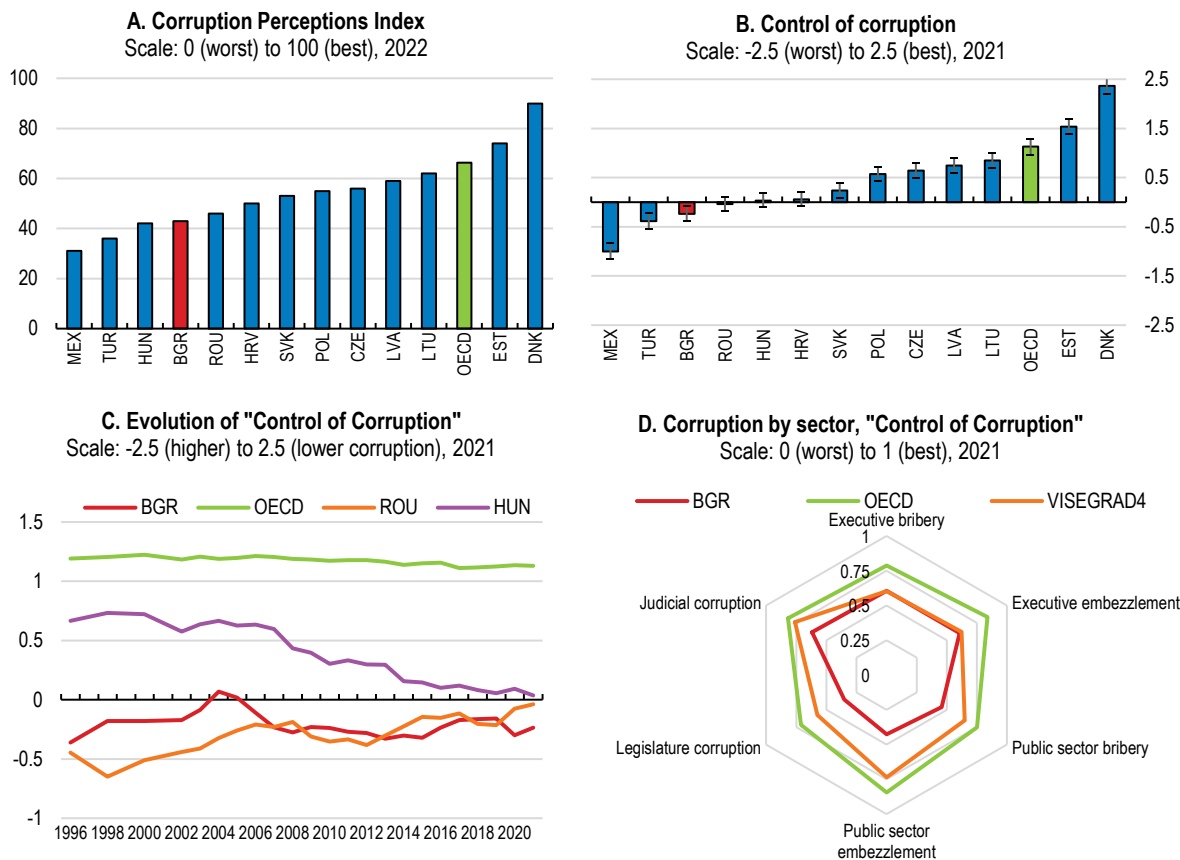 A. Corruption Perceptions Index
Scale: 0 (worst) to 100 (best), 2022
100
80
60
40
20
0
MEX
TUR
HUN
BGR
ROU
HRV
SVK
POL
CZE
LVA
LTU
OECD
EST
DNK
B. Control of corruption
Scale: -2.5 (worst) to 2.5 (best), 2021
2.5
1.5
0.5
-0.5
-1.5
-2.5
MEX
TUR
BGR
ROU
HUN
HRV
SVK
POL
CZE
LVA
LTU
OECD
EST
DNK
C. Evolution of "Control of Corruption"
Scale: -2.5 (higher) to 2.5 (lower corruption), 2021
BGR OECD ROU HUN
1.5
1
0.5
0
-0.5
-1
1996 1998 2000 2002 2004 2006 2008 2010 2012 2014 2016 2018 2020
D. Corruption by sector, "Control of Corruption"
Scale: 0 (worst) to 1 (best), 2021
BGR OECD VISEGRAD4
Executive bribery
1
0.75
0.5
0.25
0
Executive embezzlement
Public sector bribery
Public sector
embezzlement
Legislature corruption
Judicial corruption